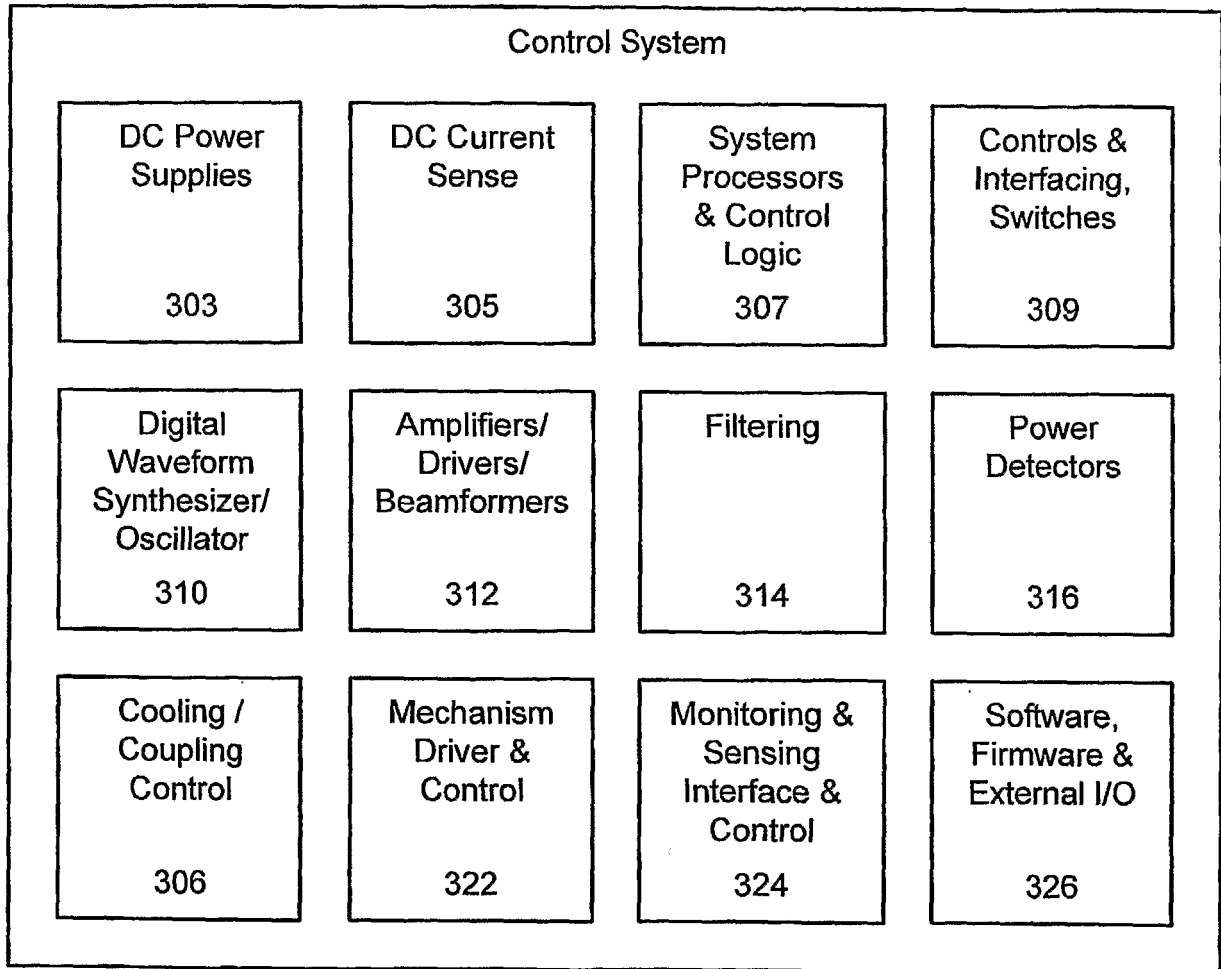 Control System
DC Power
Supplies
303
DC Current
Sense
305
System
Processors
& Control
Logic
307
Controls &
Interfacing,
Switches
309
Digital
Waveform
Synthesizer/
Oscillator
310
Amplifiers/
Drivers/
Beamformers
312
Filtering
314
Power
Detectors
316
Cooling /
Coupling
Control
306
Mechanism
Driver &
Control
322
Monitoring &
Sensing
Interface &
Control
324
Software,
Firmware &
External I/O
326